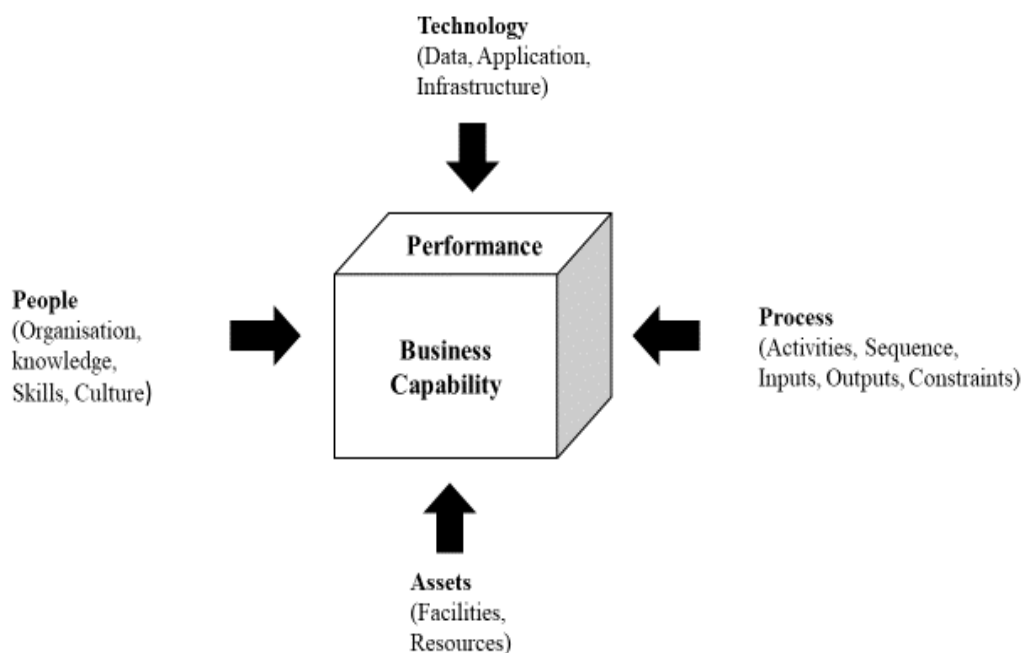 Technology
(Data, Application,
Infrastructure)
Performance
People
(Organisation,
knowledge,
Skills, Culture)
Business
Capability
Process
(Activities, Sequence,
Inputs, Outputs, Constraints)
Assets
(Facilities,
Resources)